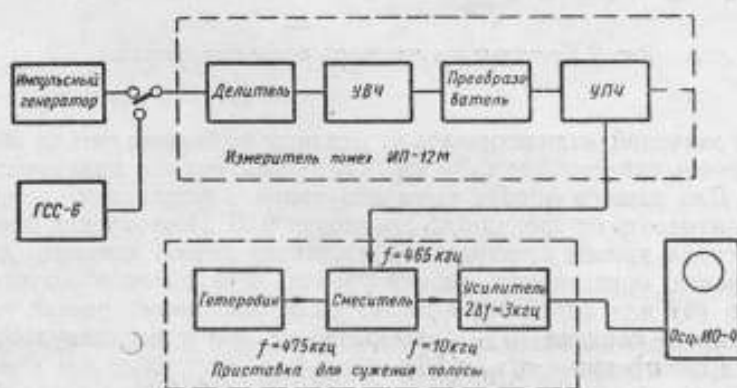 Импульсный
генератор
Делитель
УВЧ
Преобразо
ватель
УПЧ
Измеритель помех ИП-12М
ГСС-6
f=465 кгц
Гетеродин
Смеситель
Усилитель
2Δf=3кгц
f=475кгц
f=10кгц
Приставка для сужения полосы
Осц. ИО-4